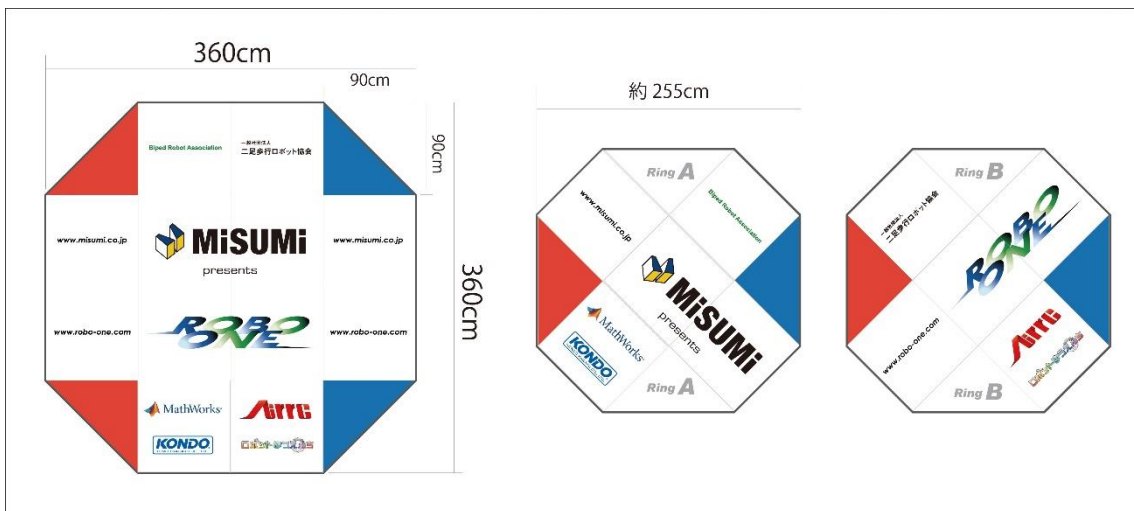 360cm
90cm
90cm
360cm
Biped Robot Association
一般社団法人
二足歩行ロボット協会
www.misumi.co.jp
MiSUMi
presents
www.misumi.co.jp
www.robo-one.com
ROBO
ONE
www.robo-one.com
MathWorks
KONDO
約 255cm
Ring A
www.misumi.co.jp
Biped Robot Association
MiSUMi
presents
MathWorks
KONDO
Ring A
Ring B
一般社団法人
二足歩行ロボット協会
ROBO
ONE
www.robo-one.com
Ring B